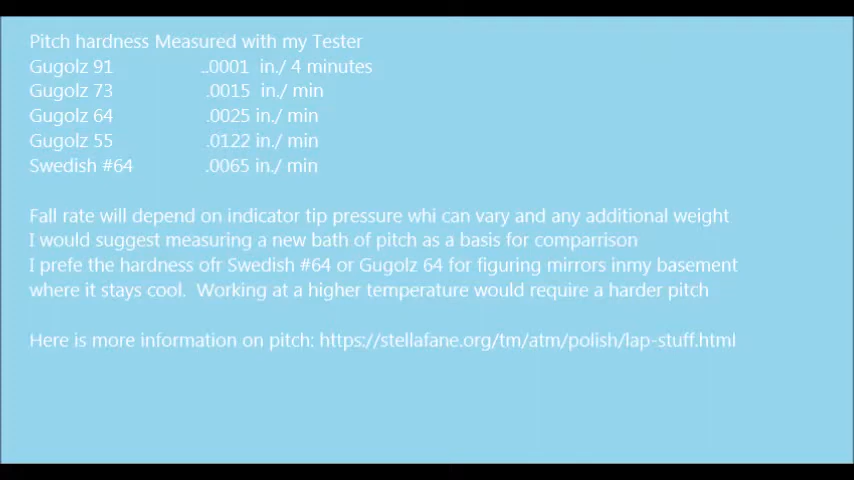 Pitch hardness Measured with my Tester
Gugolz 91 ..0001 in./ 4 minutes
Gugolz 73 .0015 in./ min
Gugolz 64 .0025 in./ min
Gugolz 55 .0122 in./ min
Swedish #64 .0065 in./ min
Fall rate will depend on indicator tip pressure whi can vary and any additional weight
I would suggest measuring a new bath of pitch as a basis for comparrison
I prefe the hardness ofr Swedish #64 or Gugolz 64 for figuring mirrors inmy basement
where it stays cool. Working at a higher temperature would require a harder pitch
Here is more information on pitch: https://stellafane.org/tm/atm/polish/lap-stuff.html